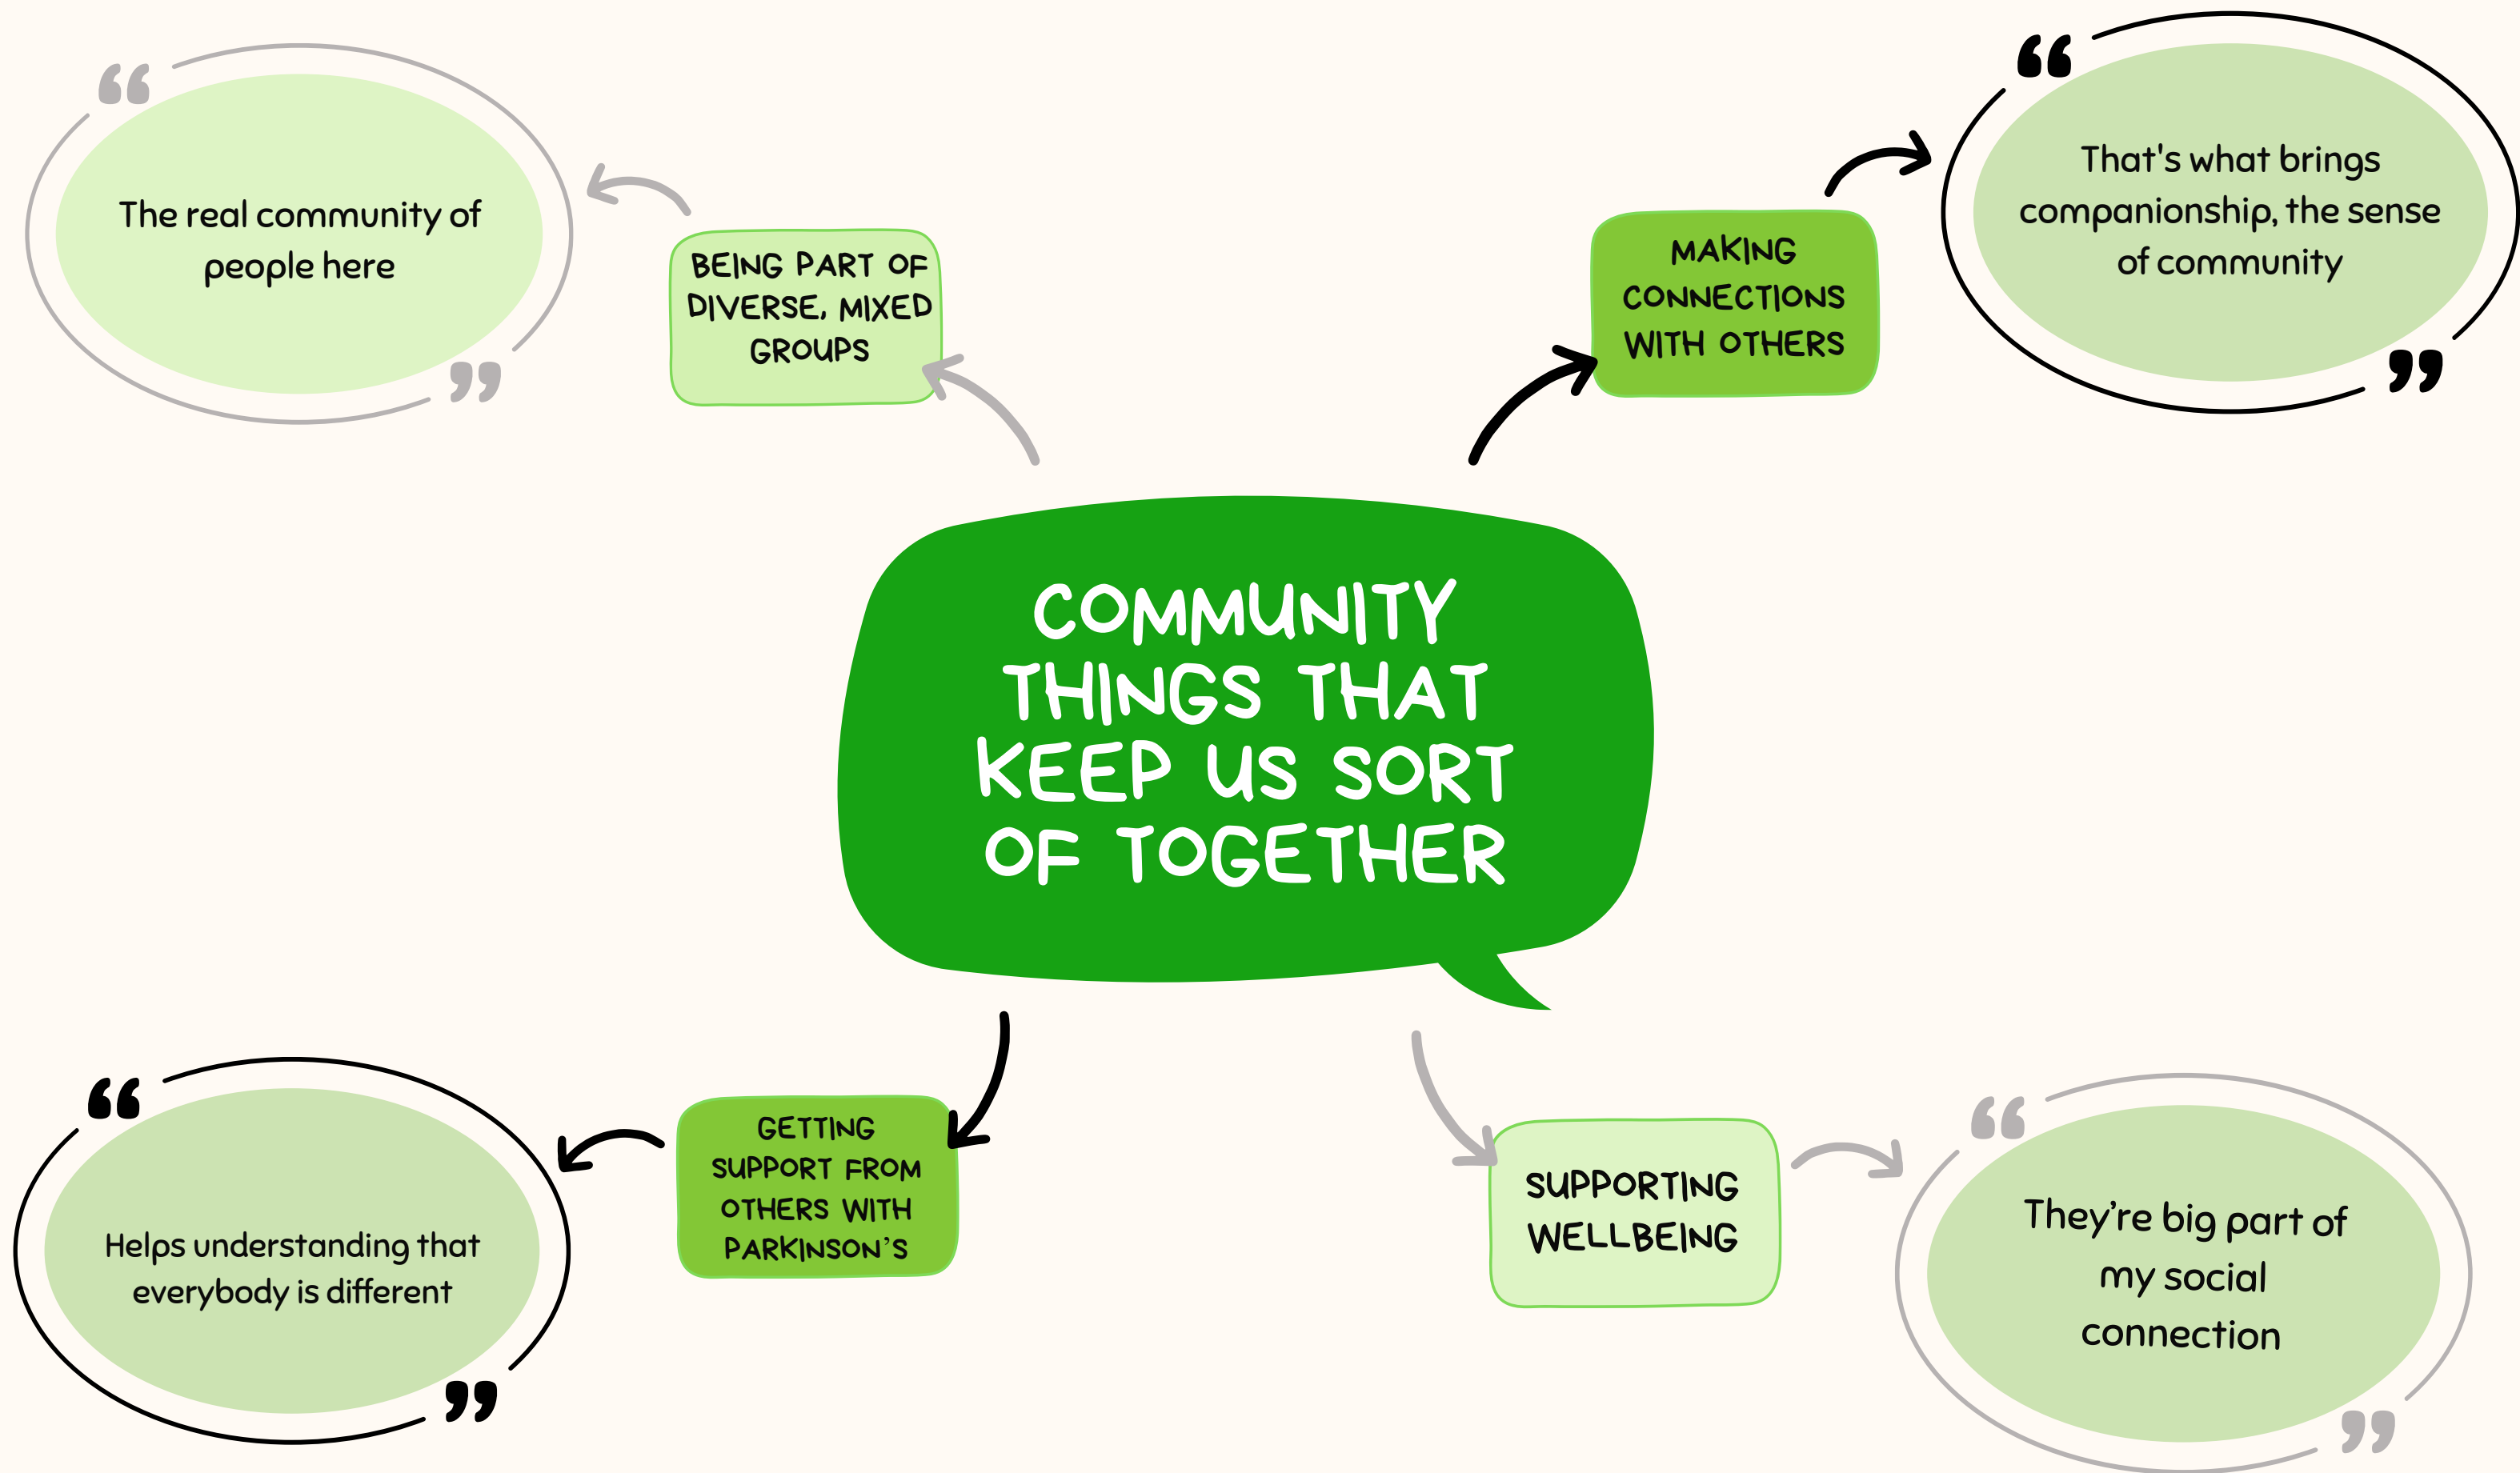 The real community of
people here
BEING PART OF
DIVERSE, MIXED
GROUPS
MAKING
CONNECTIONS
WITH OTHERS
That's what brings
companionship, the sense
of community
COMMUNITY
THINGS THAT
KEEP US SORT
OF TOGETHER
Helps understanding that
everybody is different
GETTING
SUPPORT FROM
OTHERS WITH
PARKINSON'S
SUPPORTING
WELLBEING
They’re big part of
my social
connection